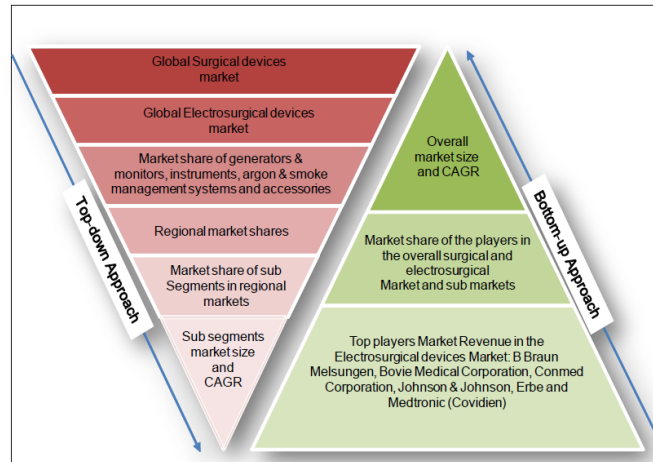 Global Surgical devices
market
Global Electrosurgical devices
market
Market share of generators &
monitors, instruments, argon & smoke
management systems and accessories
Regional market shares
Market share of sub
Segments in regional
markets
Sub segments
market size
and
CAGR
Top-down Approach
Overall
market size
and CAGR
Market share of the players in
the overall surgical and
electrosurgical
Market and sub markets
Top players Market Revenue in the
Electrosurgical devices Market: B Braun
Melsungen, Bovie Medical Corporation, Conmed
Corporation, Johnson & Johnson, Erbe and
Medtronic (Covidien)
Bottom-up Approach